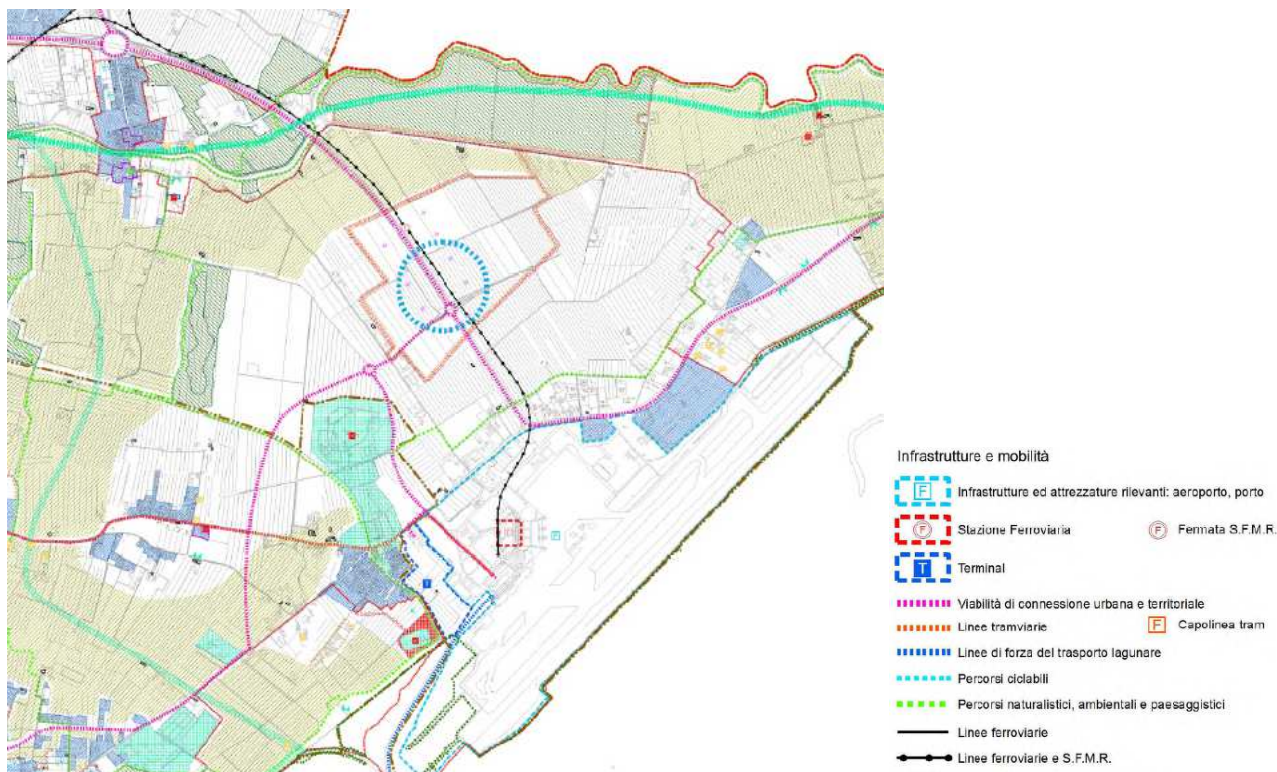 Infrastrutture e mobilità
F Infrastrutture ed attrezzature rilevanti: aeroporto, porto
F Stazione Ferroviaria F Fermata S.F.M.R.
T Terminal
Viabilità di connessione urbana e territoriale
Linee tramviarie F Capolinea tram
Linee di forza del trasporto lagunare
Percorsi ciclabili
Percorsi naturalistici, ambientali e paesaggistici
Linee ferroviarie
Linee ferroviarie e S.F.M.R.
T
F